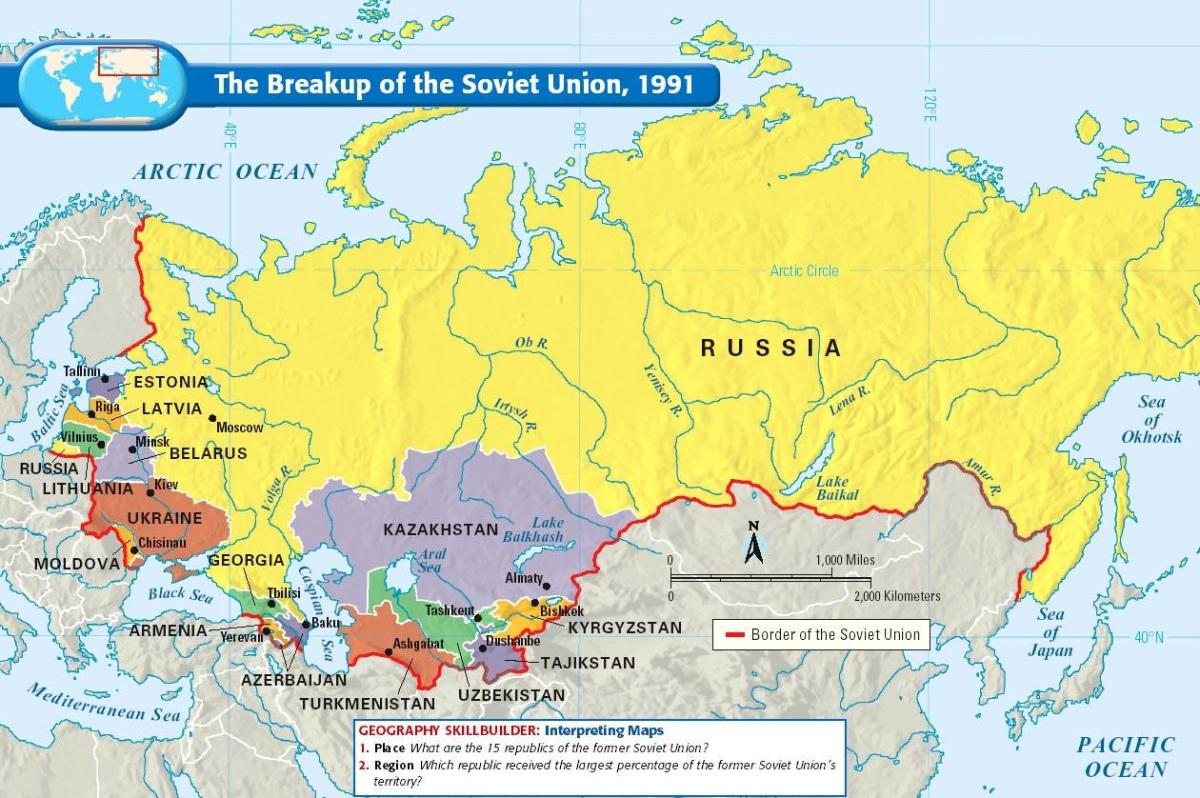 The Breakup of the Soviet Union, 1991
40°E
80°E
120°E
ARCTIC OCEAN
Arctic Circle
RUSSIA
Ob R.
Yenisey R.
Lena R.
Irtysh R.
Tallinn
ESTONIA
Baltic Sea
Riga
LATVIA
Moscow
Sea
of
Okhotsk
Vilnius
Minsk
BELARUS
RUSSIA
LITHUANIA
Volga R.
Kiev
UKRAINE
Amur R.
Lake
Baikal
KAZAKHSTAN
Lake
Balkhash
Chisinau
MOLDOVA
GEORGIA
Aral
Sea
N
0
1,000 Miles
0
2,000 Kilometers
Almaty
Caspian Sea
Black Sea
Tbilisi
Tashkent
Bishkek
KYRGYZSTAN
ARMENIA
Yerevan
Baku
Ashgabat
Dushanbe
TAJIKISTAN
Border of the Soviet Union
Sea
of
Japan
40°N
AZERBAIJAN
TURKMENISTAN
UZBEKISTAN
Mediterranean Sea
GEOGRAPHY SKILLBUILDER: Interpreting Maps
1. Place What are the 15 republics of the former Soviet Union?
2. Region Which republic received the largest percentage of the former Soviet Union's
territory?
PACIFIC
OCEAN